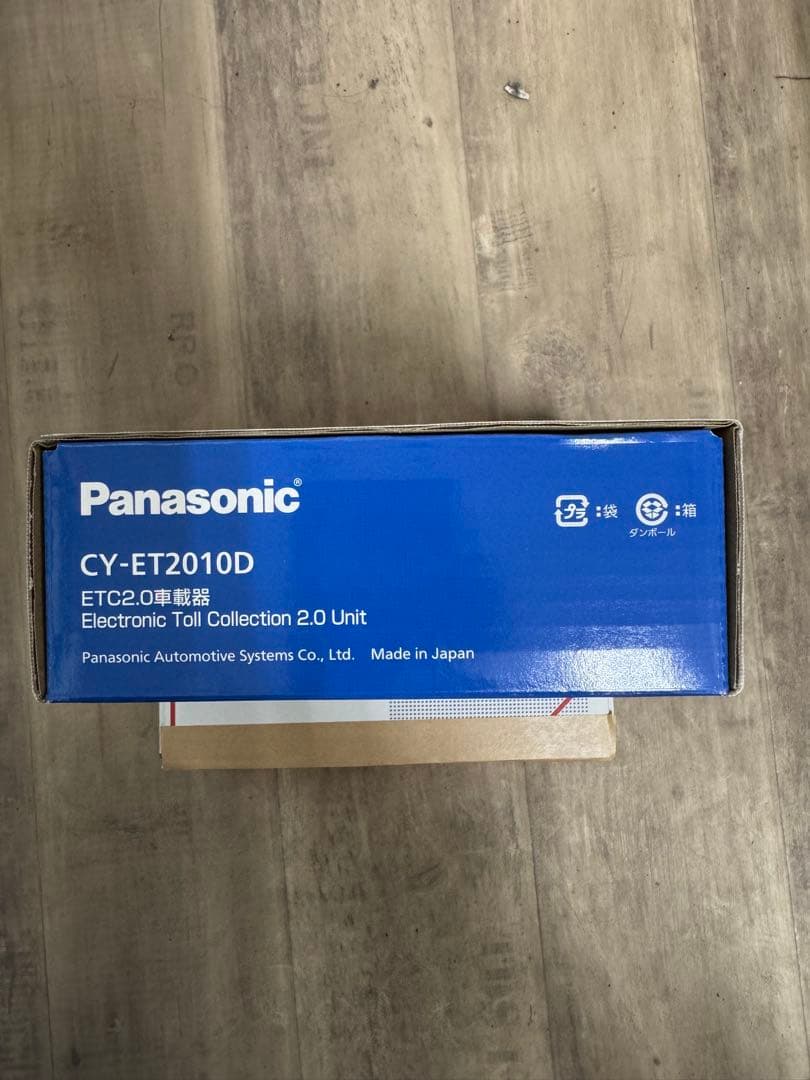 Panasonic®
CY-ET2010D
ETC2.0車載器
Electronic Toll Collection 2.0 Unit
Panasonic Automotive Systems Co., Ltd. Made in Japan
プラ :袋
:箱
ダンボール
RRO